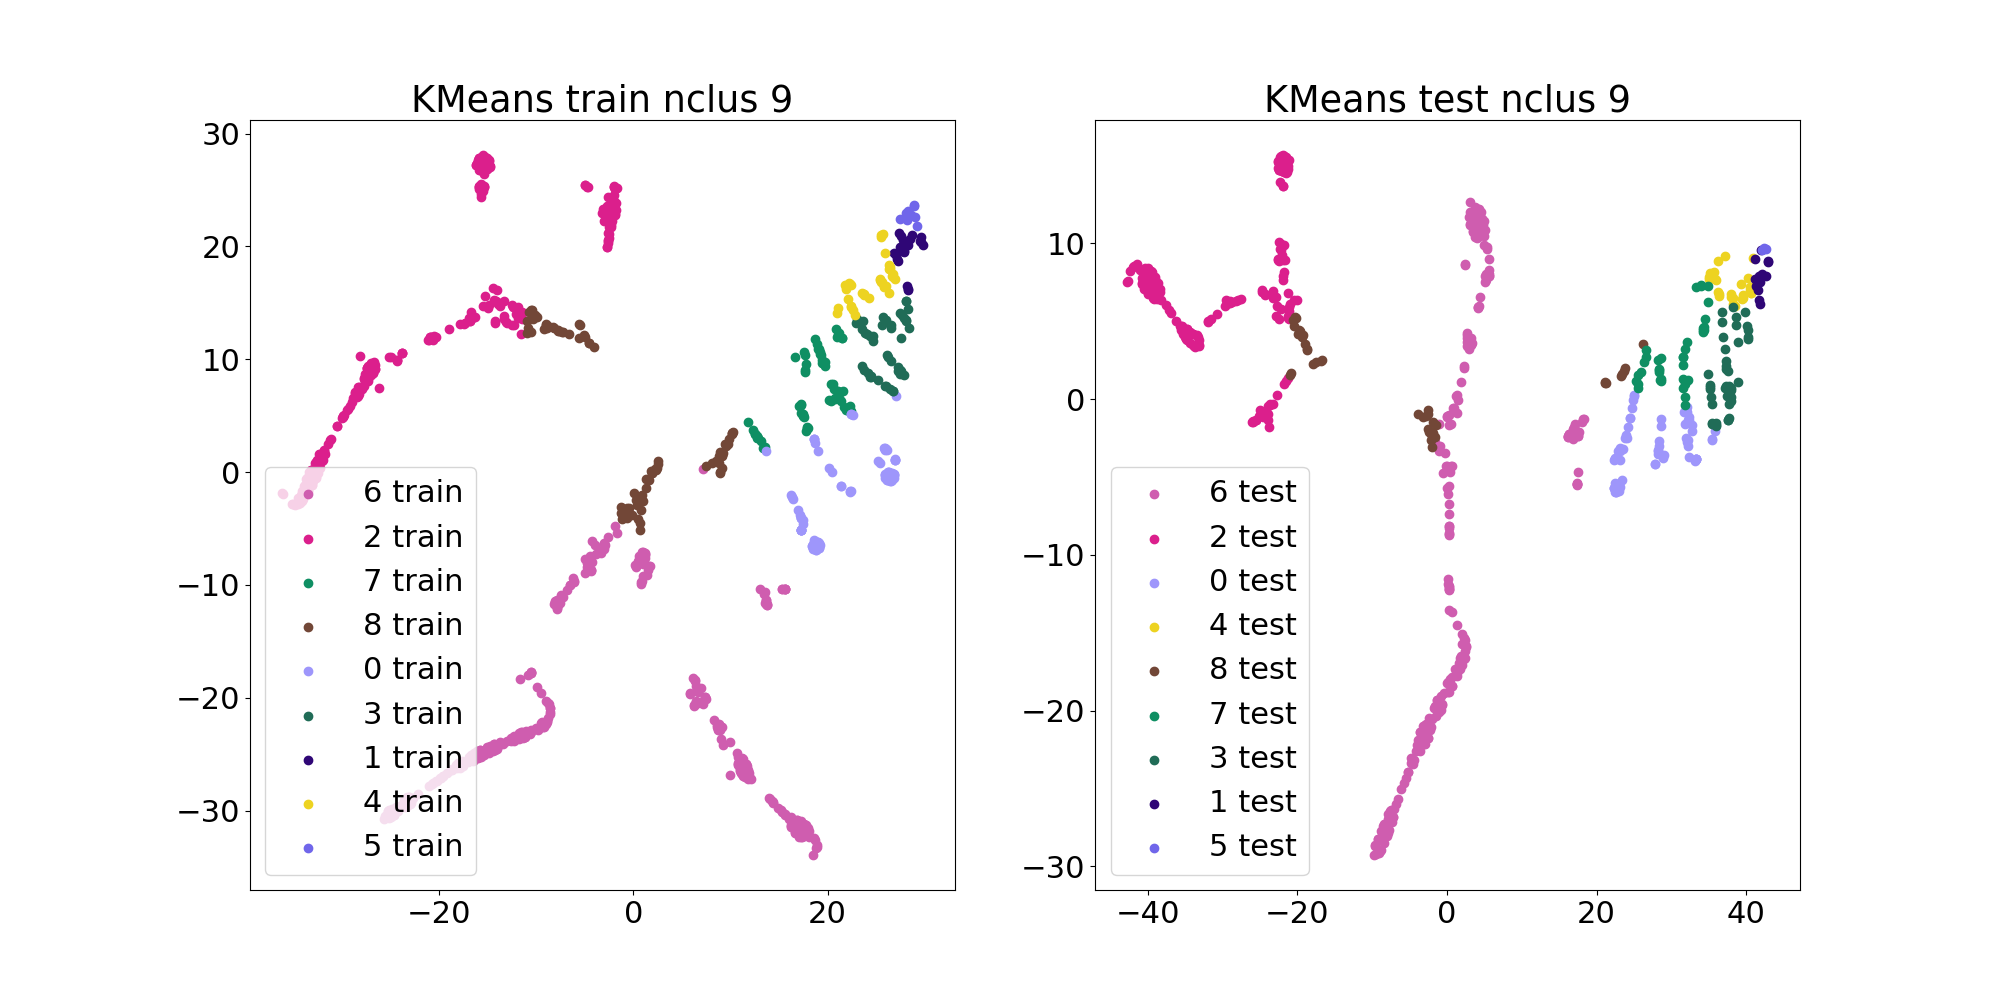 KMeans train nclus 9
30
20
10
0
−10
−20
−30
−20
0
20
6 train
2 train
7 train
8 train
0 train
3 train
1 train
4 train
5 train
KMeans test nclus 9
10
0
−10
−20
−30
−40
−20
0
20
40
6 test
2 test
0 test
4 test
8 test
7 test
3 test
1 test
5 test